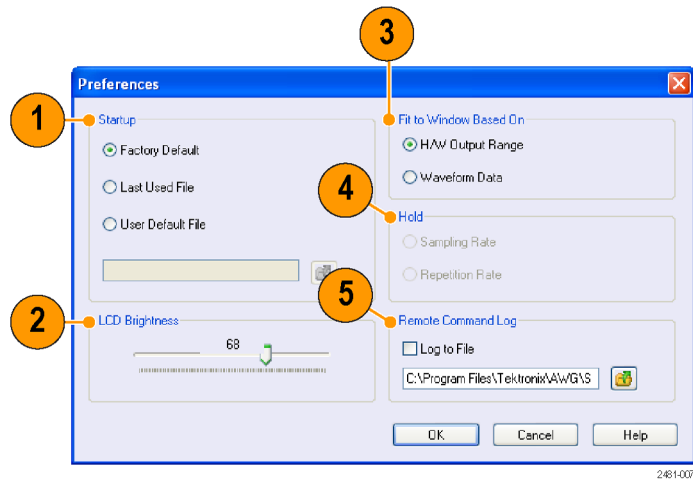 3
Preferences
1
Startup
Factory Default
Last Used File
User Default File
Fit to Window Based On
H/W Output Range
Waveform Data
4
Hold
Sampling Rate
Repetition Rate
2
LCD Brightness
68
5
Remote Command Log
Log to File
C:\Program Files\Tektronix\AWG\S
OK
Cancel
Help
2481-007